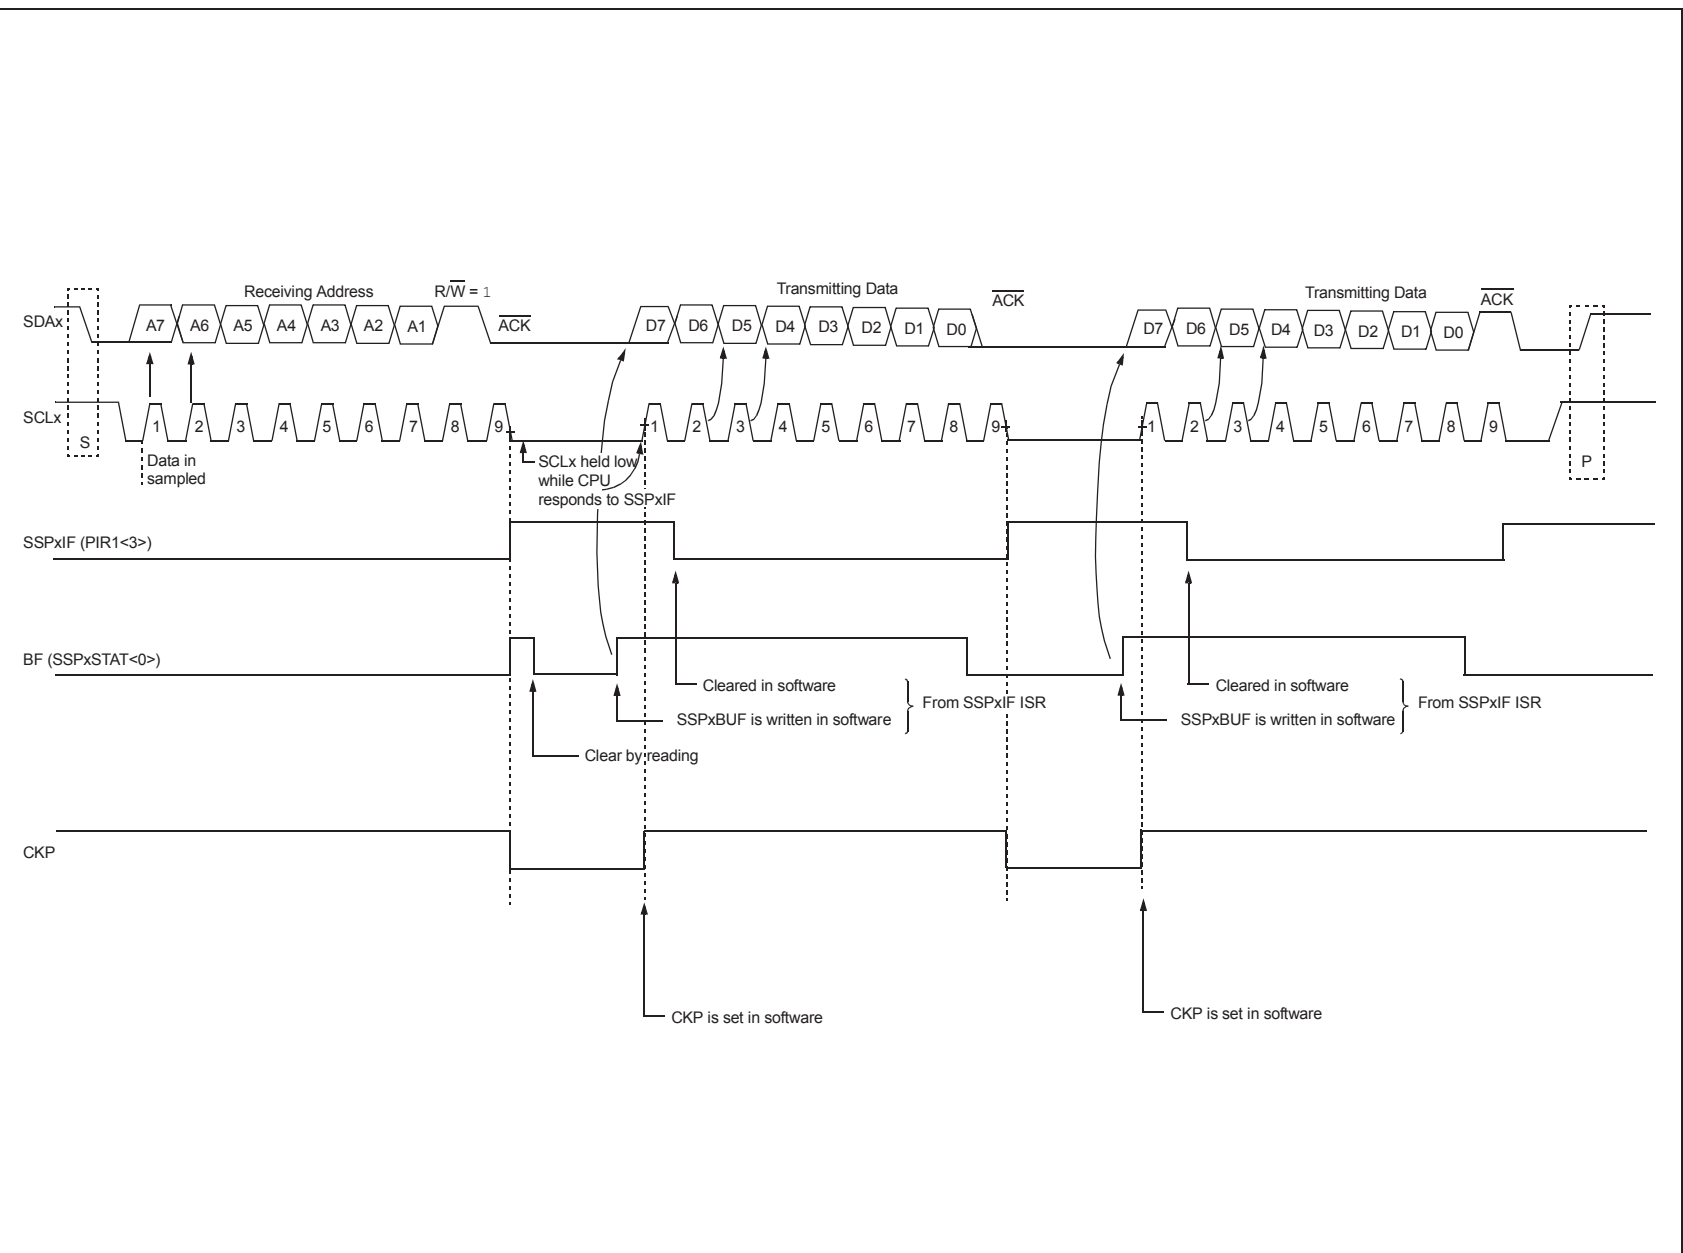 Receiving Address R/W = 1 Transmitting Data ACK Transmitting Data ACK
SDAx A7 A6 A5 A4 A3 A2 A1 ACK D7 D6 D5 D4 D3 D2 D1 D0 D7 D6 D5 D4 D3 D2 D1 D0
SCLx 1 2 3 4 5 6 7 8 9 1 2 3 4 5 6 7 8 9 1 2 3 4 5 6 7 8 9
S
P
Data in
sampled
SCLx held low
while CPU
responds to SSPxIF
SSPxIF (PIR1<3>)
BF (SSPxSTAT<0>)
Cleared in software
SSPxBUF is written in software
From SSPxIF ISR
Clear by reading
Cleared in software
SSPxBUF is written in software
From SSPxIF ISR
CKP
CKP is set in software
CKP is set in software